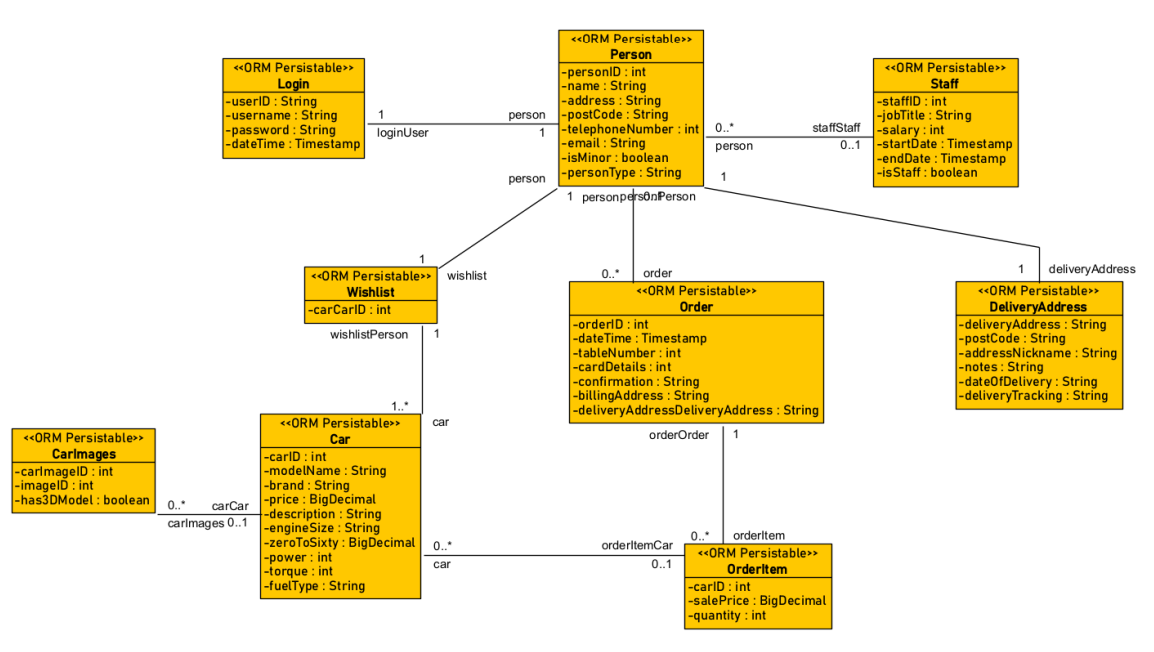 <<ORM Persistable>>
Person
-personID : int
-name : String
-address : String
-postCode : String
-telephoneNumber : int
-email : String
-isMinor : boolean
-personType : String
<<ORM Persistable>>
Login
-userID : String
-username : String
-password : String
-dateTime : Timestamp
<<ORM Persistable>>
Staff
-staffID : int
-jobTitle : String
-salary : int
-startDate : Timestamp
-endDate : Timestamp
-isStaff : boolean
1
loginUser
person
1
0..*
person
staffStaff
0..1
person
1
person
personPerson
0..1
1
1
wishlist
0..*
order
1
deliveryAddress
<<ORM Persistable>>
Wishlist
-carCarID : int
wishlistPerson
1
<<ORM Persistable>>
Order
-orderID : int
-dateTime : Timestamp
-tableNumber : int
-cardDetails : int
-confirmation : String
-billingAddress : String
-deliveryAddressDeliveryAddress : String
<<ORM Persistable>>
DeliveryAddress
-deliveryAddress : String
-postCode : String
-addressNickname : String
-notes : String
-dateOfDelivery : String
-deliveryTracking : String
1..*
car
orderOrder
1
<<ORM Persistable>>
CarImages
-carImageID : int
-imageID : int
-has3DModel : boolean
0..*
carImages
carCar
0..1
<<ORM Persistable>>
Car
-carID : int
-modelName : String
-brand : String
-price : BigDecimal
-description : String
-engineSize : String
-zeroToSixty : BigDecimal
-power : int
-torque : int
-fuelType : String
0..*
car
orderItemCar
0..1
0..*
orderItem
<<ORM Persistable>>
OrderItem
-carID : int
-salePrice : BigDecimal
-quantity : int